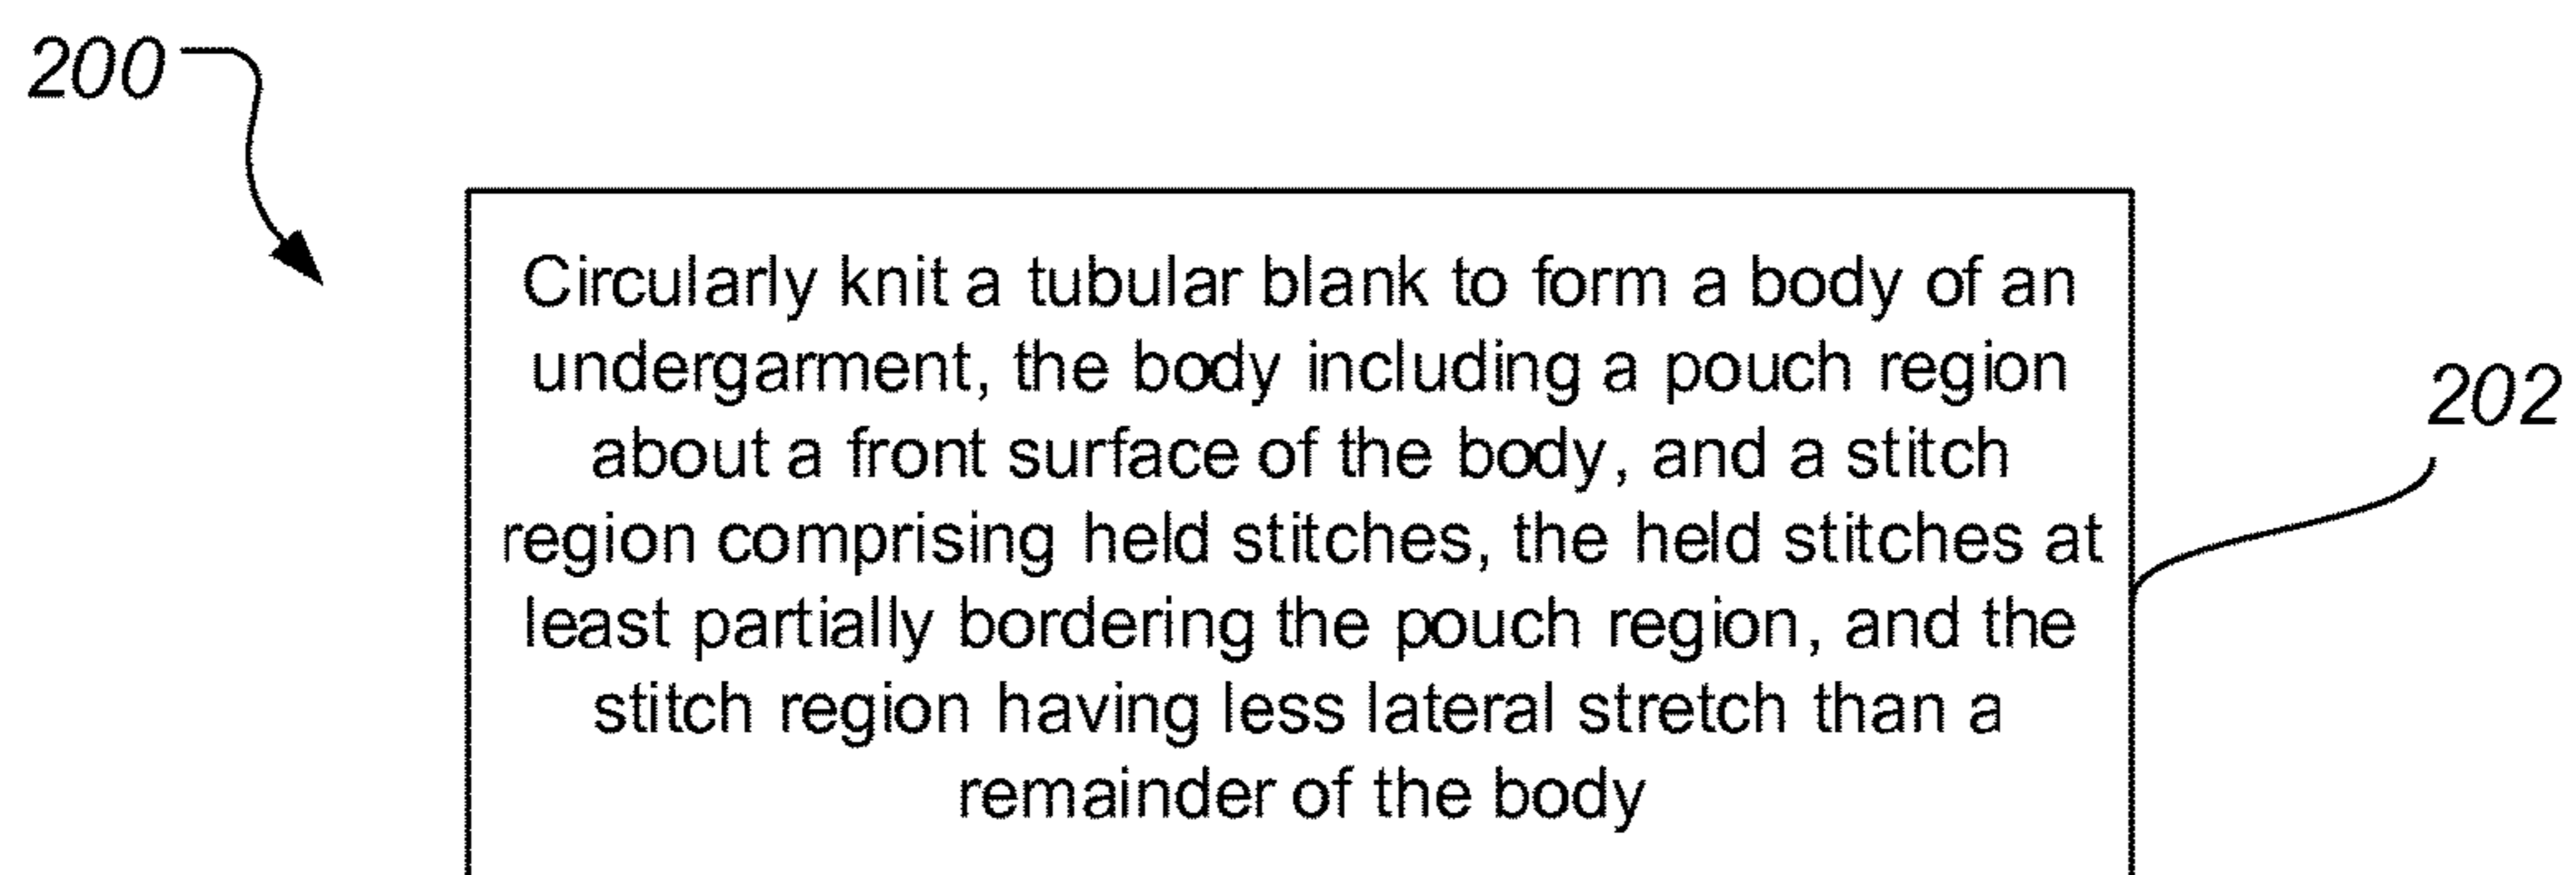 200
Circularly knit a tubular blank to form a body of an
undergarment, the body including a pouch region
about a front surface of the body, and a stitch
region comprising held stitches, the held stitches at
least partially bordering the pouch region, and the
stitch region having less lateral stretch than a
remainder of the body
202